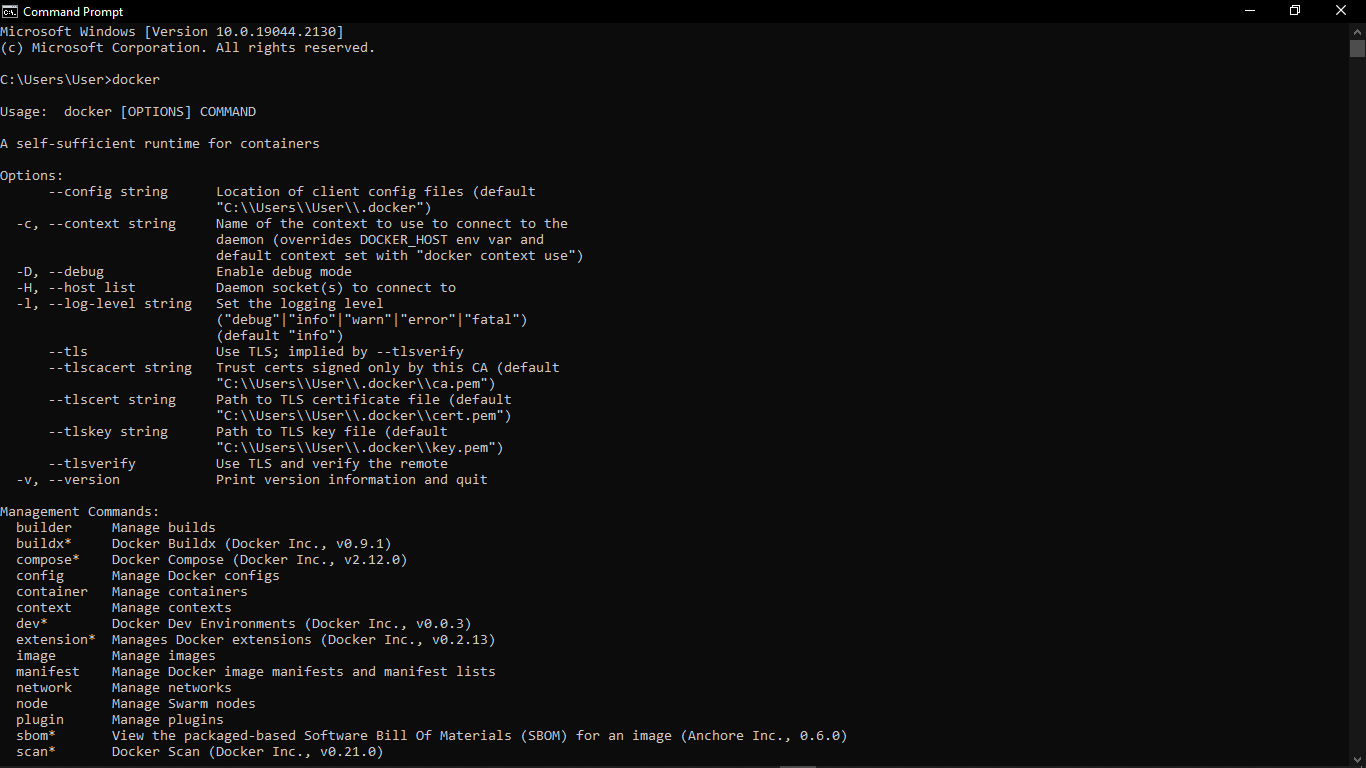 Command Prompt
Microsoft Windows [Version 10.0.19044.2130]
(c) Microsoft Corporation. All rights reserved.
C:\Users\User>docker
Usage:  docker [OPTIONS] COMMAND
A self-sufficient runtime for containers
Options:
      --config string      Location of client config files (default
                           "C:\\Users\\User\\.docker")
  -c, --context string     Name of the context to use to connect to the
                           daemon (overrides DOCKER_HOST env var and
                           default context set with "docker context use")
  -D, --debug              Enable debug mode
  -H, --host list          Daemon socket(s) to connect to
  -l, --log-level string   Set the logging level
                           ("debug"|"info"|"warn"|"error"|"fatal")
                           (default "info")
      --tls                Use TLS; implied by --tlsverify
      --tlscacert string   Trust certs signed only by this CA (default
                           "C:\\Users\\User\\.docker\\ca.pem")
      --tlscert string     Path to TLS certificate file (default
                           "C:\\Users\\User\\.docker\\cert.pem")
      --tlskey string      Path to TLS key file (default
                           "C:\\Users\\User\\.docker\\key.pem")
      --tlsverify          Use TLS and verify the remote
  -v, --version            Print version information and quit
Management Commands:
  builder     Manage builds
  buildx*     Docker Buildx (Docker Inc., v0.9.1)
  compose*    Docker Compose (Docker Inc., v2.12.0)
  config      Manage Docker configs
  container   Manage containers
  context     Manage contexts
  dev*        Docker Dev Environments (Docker Inc., v0.0.3)
  extension*  Manages Docker extensions (Docker Inc., v0.2.13)
  image       Manage images
  manifest    Manage Docker image manifests and manifest lists
  network     Manage networks
  node        Manage Swarm nodes
  plugin      Manage plugins
  sbom*       View the packaged-based Software Bill Of Materials (SBOM) for an image (Anchore Inc., 0.6.0)
  scan*       Docker Scan (Docker Inc., v0.21.0)